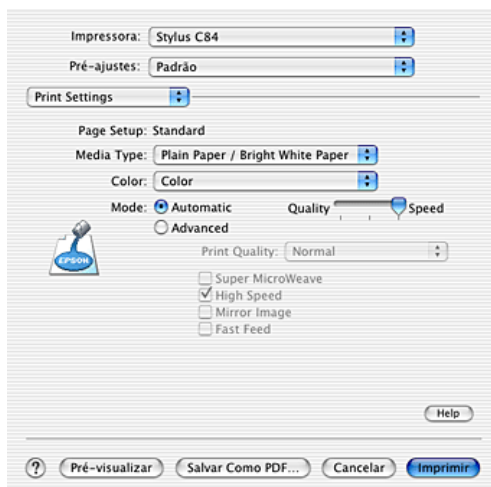 Impressora: Stylus C84
Pré-ajustes: Padrão
Print Settings
Page Setup: Standard
Media Type: Plain Paper / Bright White Paper
Color: Color
Mode: Automatic Quality Speed
Advanced
EPSON
Print Quality: Normal
Super MicroWeave
High Speed
Mirror Image
Fast Feed
Help
? Pré-visualizar Salvar Como PDF... Cancelar Imprimir